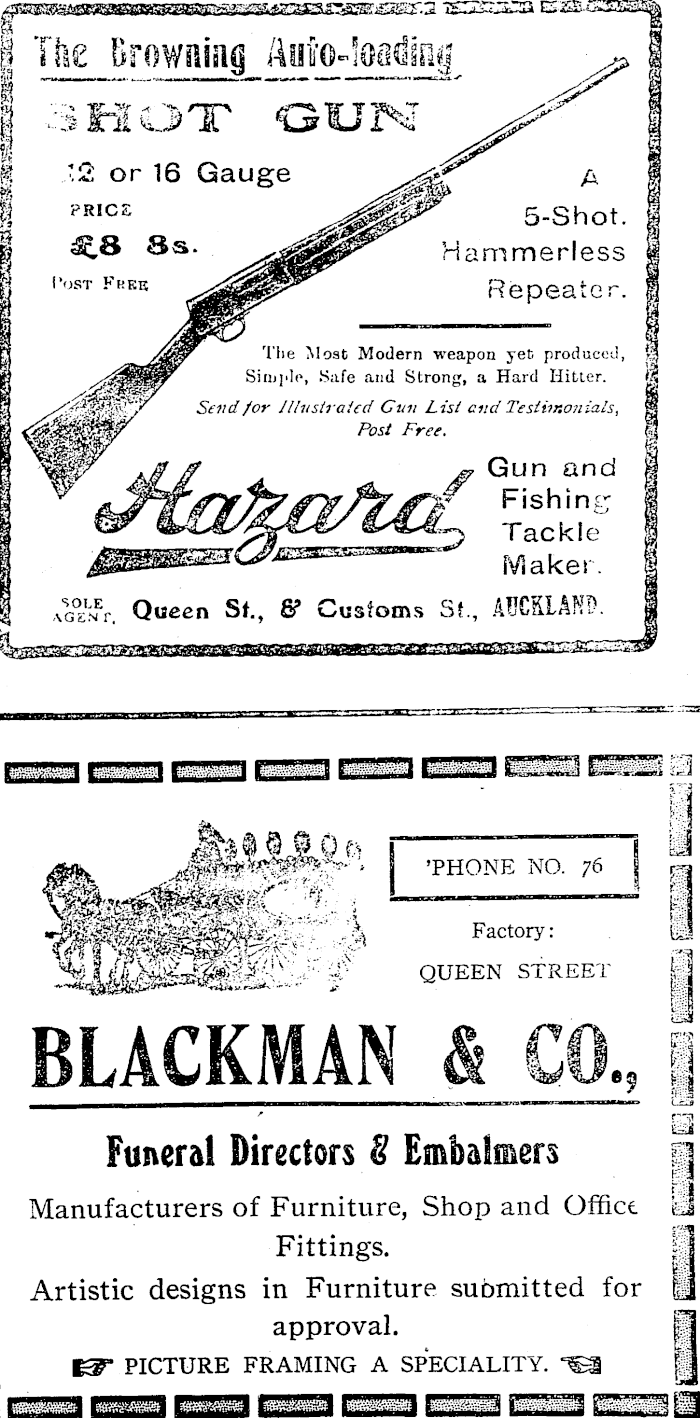 The Browning Auto-loading
SHOT GUN
12 or 16 Gauge
PRICE
£8 8s.
POST FREE
A
5-Shot.
Hammerless
Repeater.
The Most Modern weapon yet produced,
Simple, Safe and Strong, a Hard Hitter.
Send for Illustrated Gun List and Testimonials,
Post Free.
Hazard
Gun and
Fishing
Tackle
Maker.
SOLE AGENT, Queen St., & Customs St., AUCKLAND.
'PHONE NO. 76
Factory:
QUEEN STREET
BLACKMAN & CO.,
Funeral Directors & Embalmers
Manufacturers of Furniture, Shop and Office
Fittings.
Artistic designs in Furniture submitted for
approval.
☞ PICTURE FRAMING A SPECIALITY. ☜